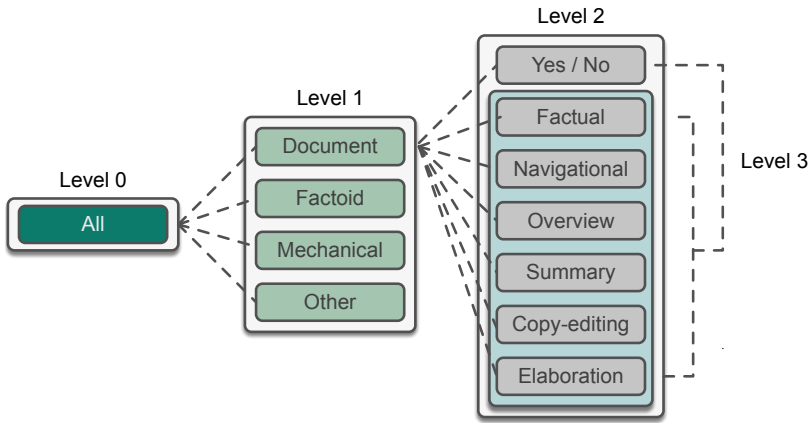 Level 2
Yes / No
Level 1
Factual
Document
Navigational
Level 3
Level 0
Factoid
All
Overview
Mechanical
Summary
Other
Copy-editing
Elaboration